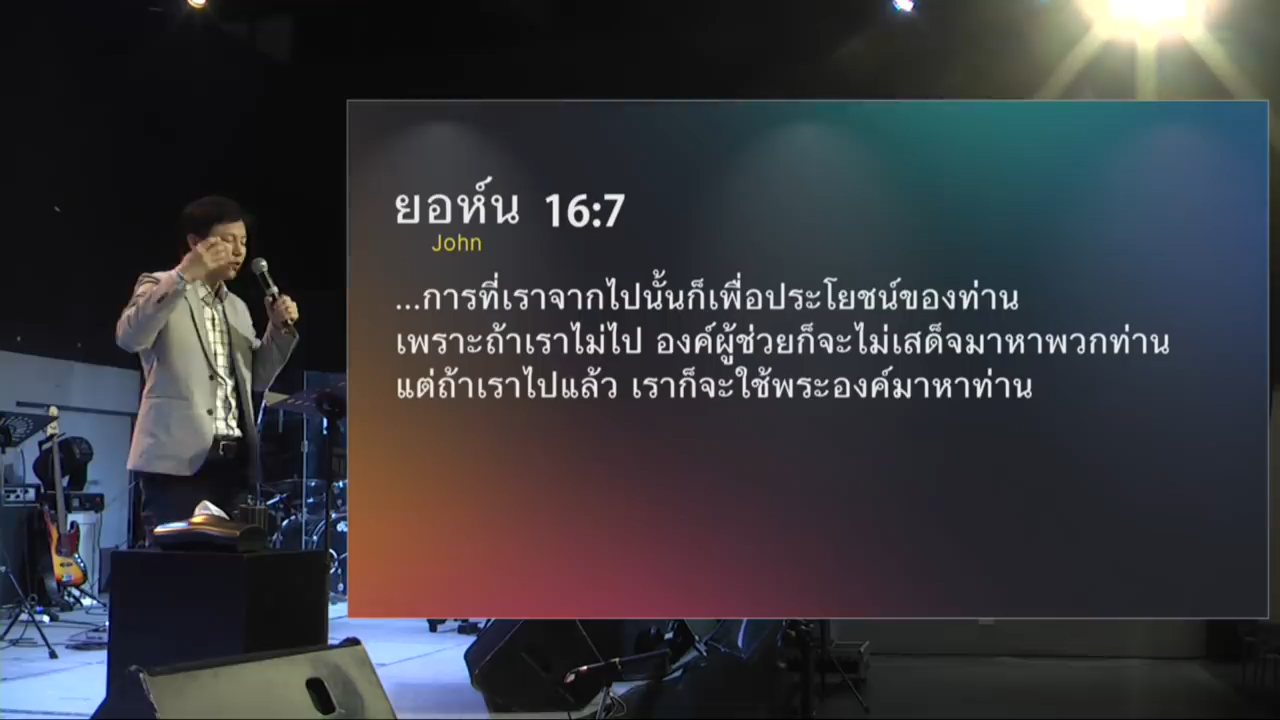 ยอห์น 16:7
John
...การที่เราจากไปนั้นก็เพื่อประโยชน์ของท่าน
เพราะถ้าเราไม่ไป องค์ผู้ช่วยก็จะไม่เสด็จมาหาพวกท่าน
แต่ถ้าเราไปแล้ว เราก็จะใช้พระองค์มาหาท่าน